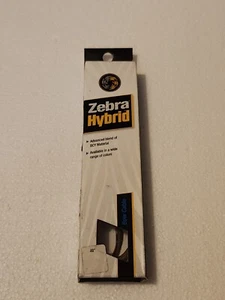 Zebra
Hybrid
Advanced blend of
BCY Material
Available in a wide
range of colors